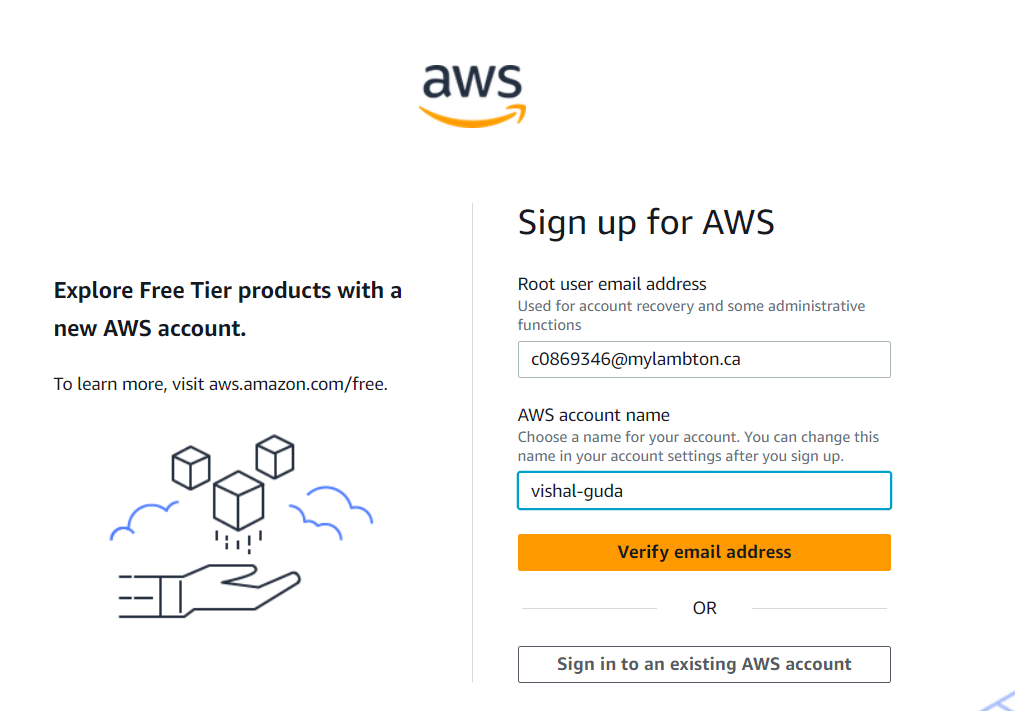 aws
Explore Free Tier products with a
new AWS account.
To learn more, visit aws.amazon.com/free.
Sign up for AWS
Root user email address
Used for account recovery and some administrative
functions
c0869346@mylambton.ca
AWS account name
Choose a name for your account. You can change this
name in your account settings after you sign up.
vishal-guda
Verify email address
OR
Sign in to an existing AWS account